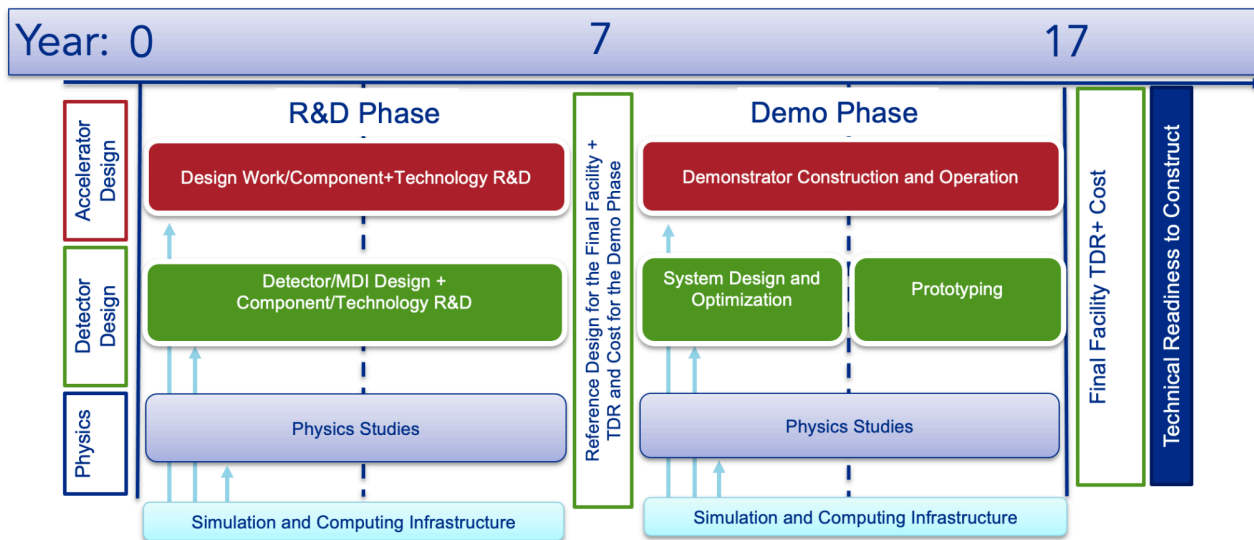 Year: 0 7 17
R&D Phase
Demo Phase
Accelerator
Design
Design Work/Component+Technology R&D
Demonstrator Construction and Operation
Detector
Design
Detector/MDI Design +
Component/Technology R&D
System Design and
Optimization
Prototyping
Physics
Physics Studies
Physics Studies
Simulation and Computing Infrastructure
Simulation and Computing Infrastructure
Reference Design for the Final Facility +
TDR and Cost for the Demo Phase
Final Facility TDR+ Cost
Technical Readiness to Construct